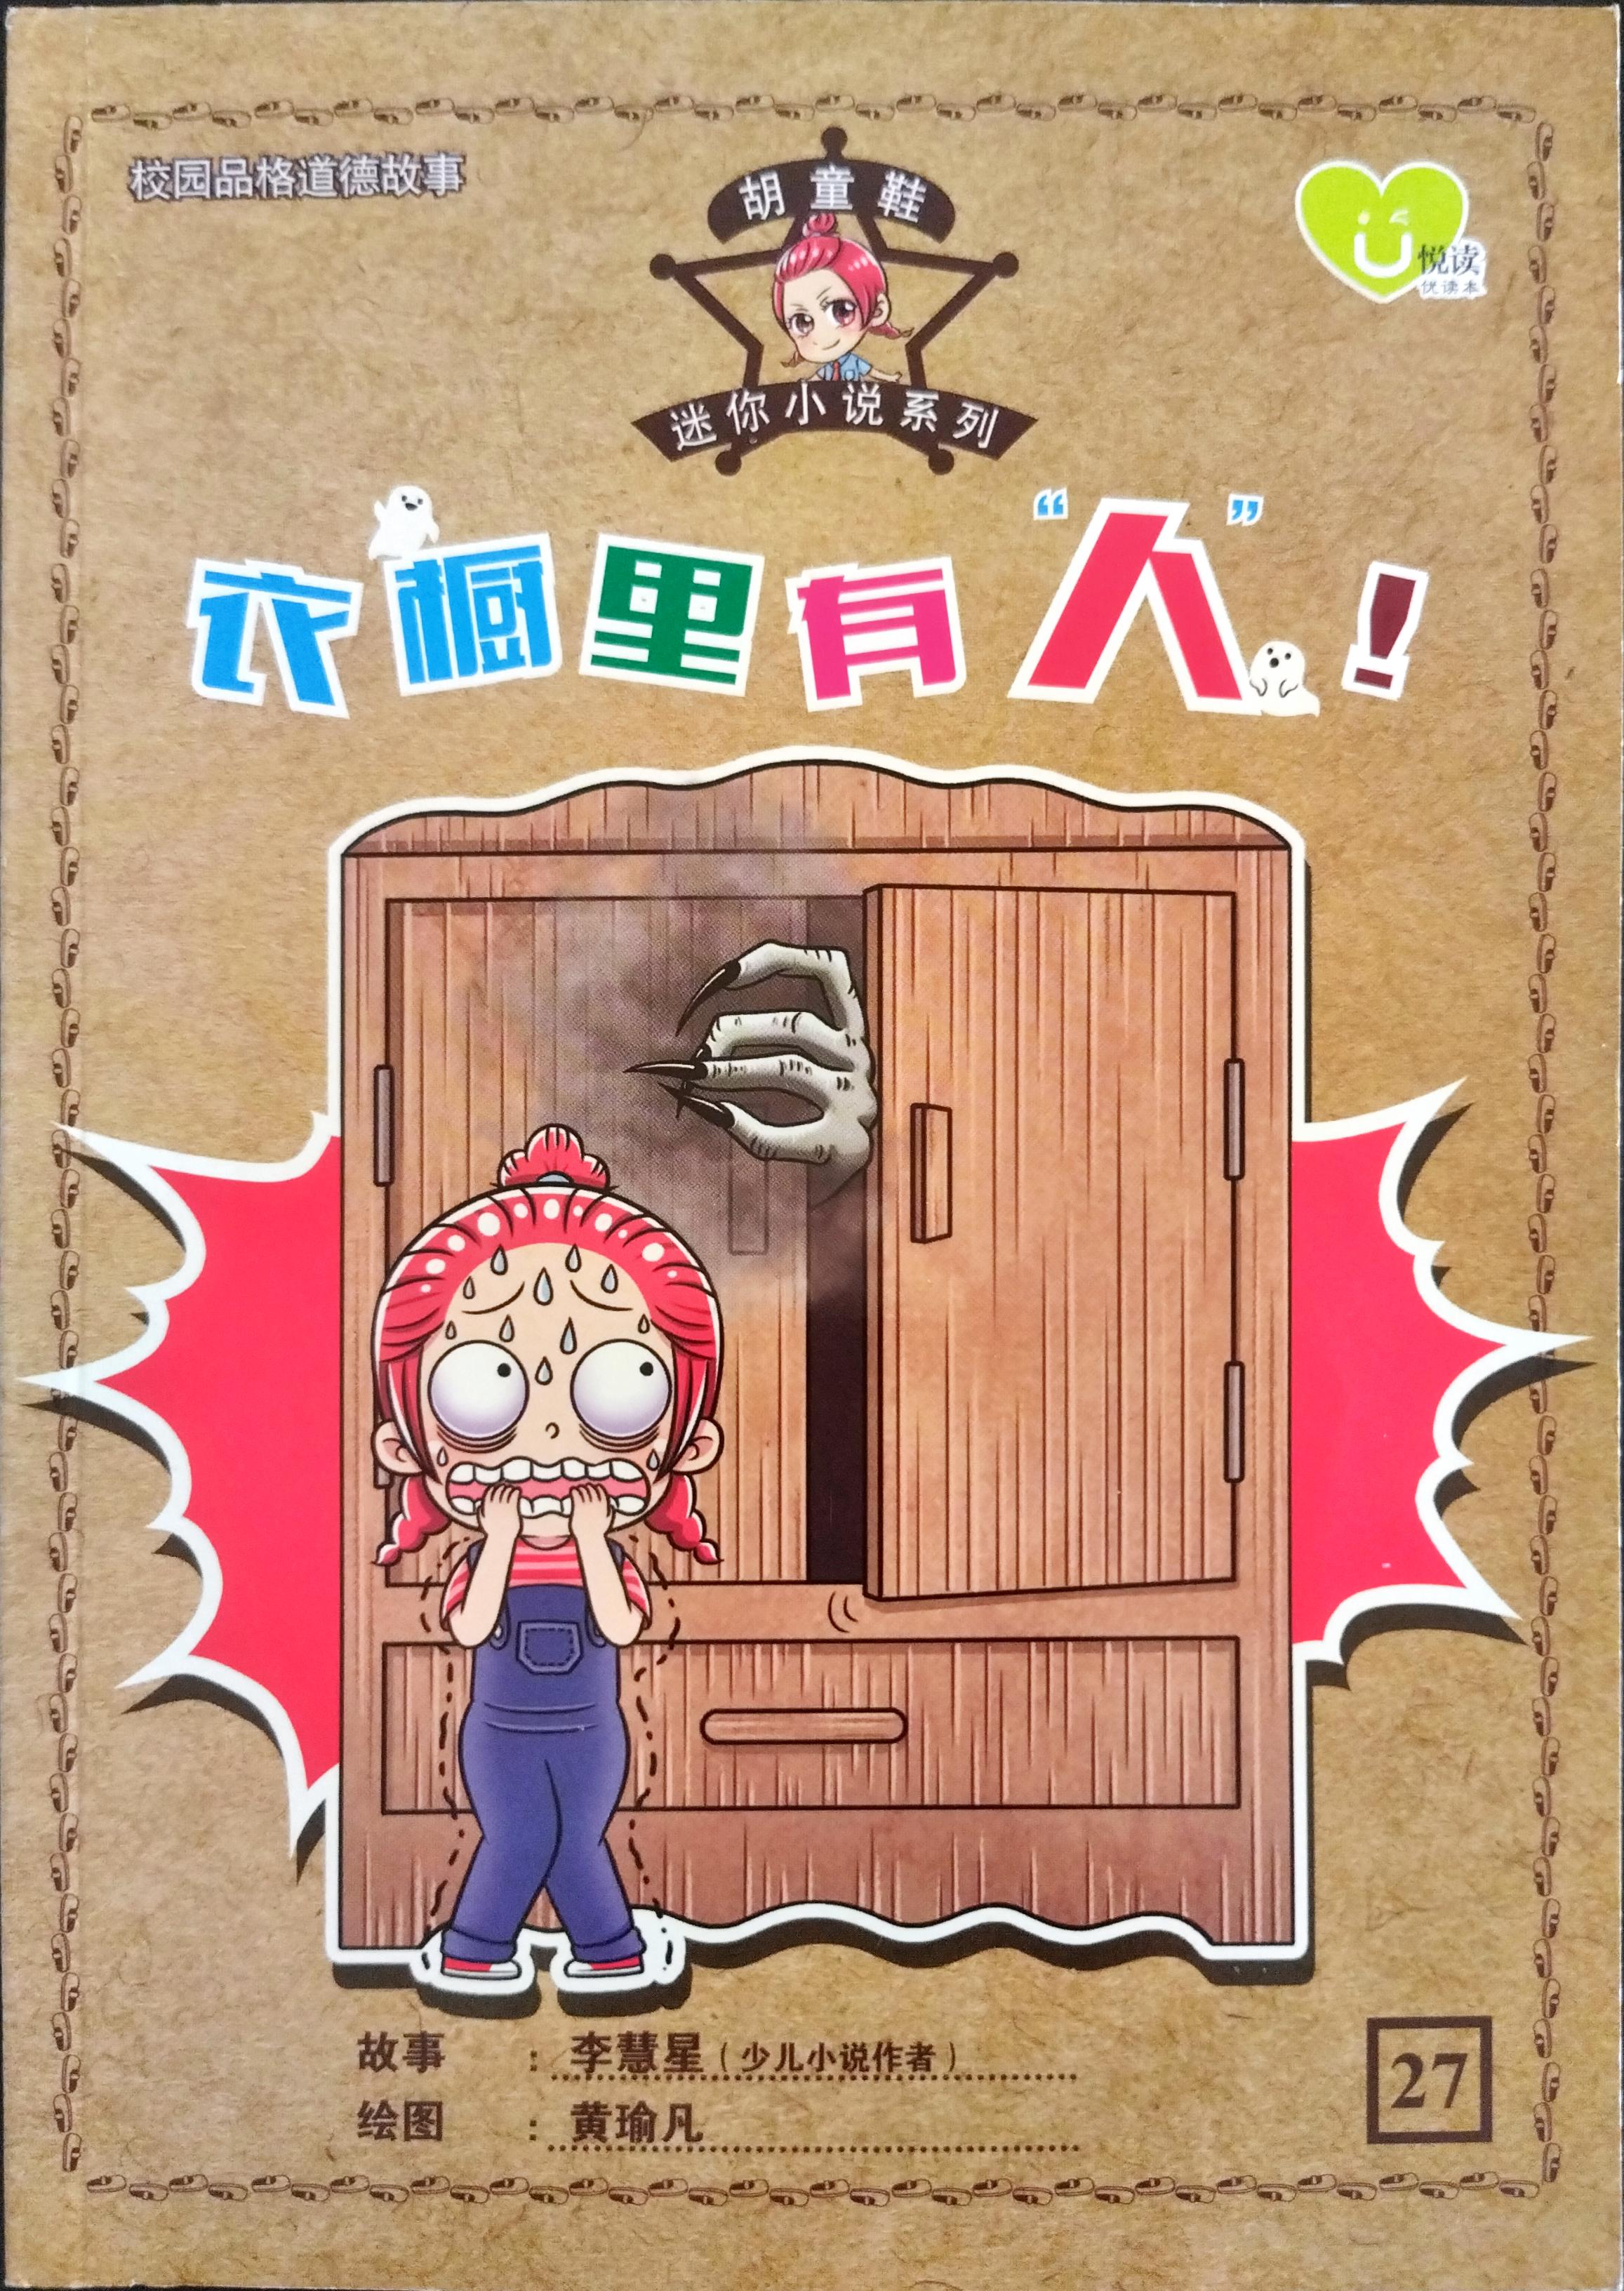 校园品格道德故事
胡童鞋
迷你小说系列
悦读
优读本
衣橱里有“人”!
故事 : 李慧星(少儿小说作者)
绘图 : 黄瑜凡
27